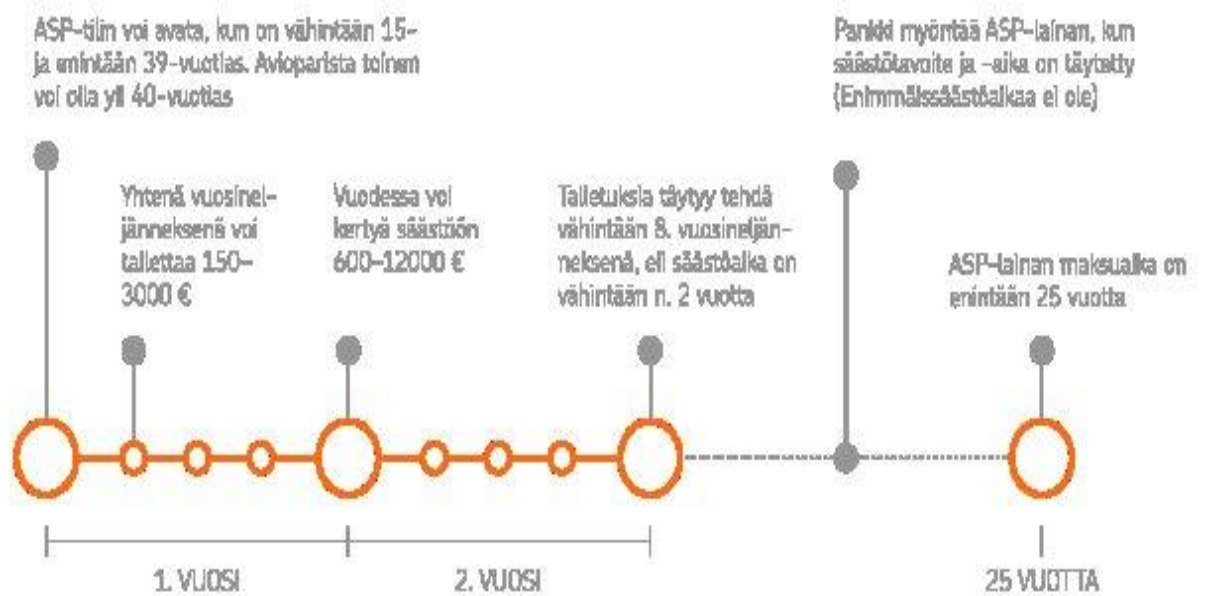 ASP-tilin voi avata, kun on vähintään 15-
ja enintään 39-vuotias. Avioparista toinen
voi olla yli 40-vuotias
Yhtenä vuosinel-
jänneksenä voi
tallettaa 150–
3000 €
Vuodessa voi
kertyä säästöön
600–12000 €
Talletuksia täytyy tehdä
vähintään 8. vuosineljän-
neksenä, eli säästöaika on
vähintään n. 2 vuotta
Pankki myöntää ASP-lainan, kun
säästötavoite ja -aika on täytetty
(Enimmäissäästöaikaa ei ole)
ASP-lainan maksuaika on
enintään 25 vuotta
1. VUOSI
2. VUOSI
25 VUOTTA